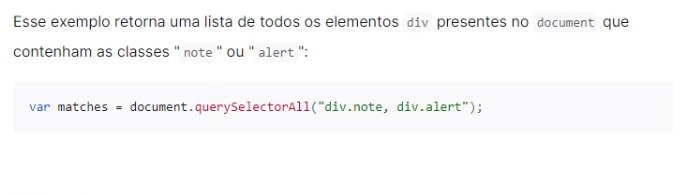 Esse exemplo retorna uma lista de todos os elementos div presentes no document que
contenham as classes "note" ou "alert":
var matches = document.querySelectorAll("div.note, div.alert");